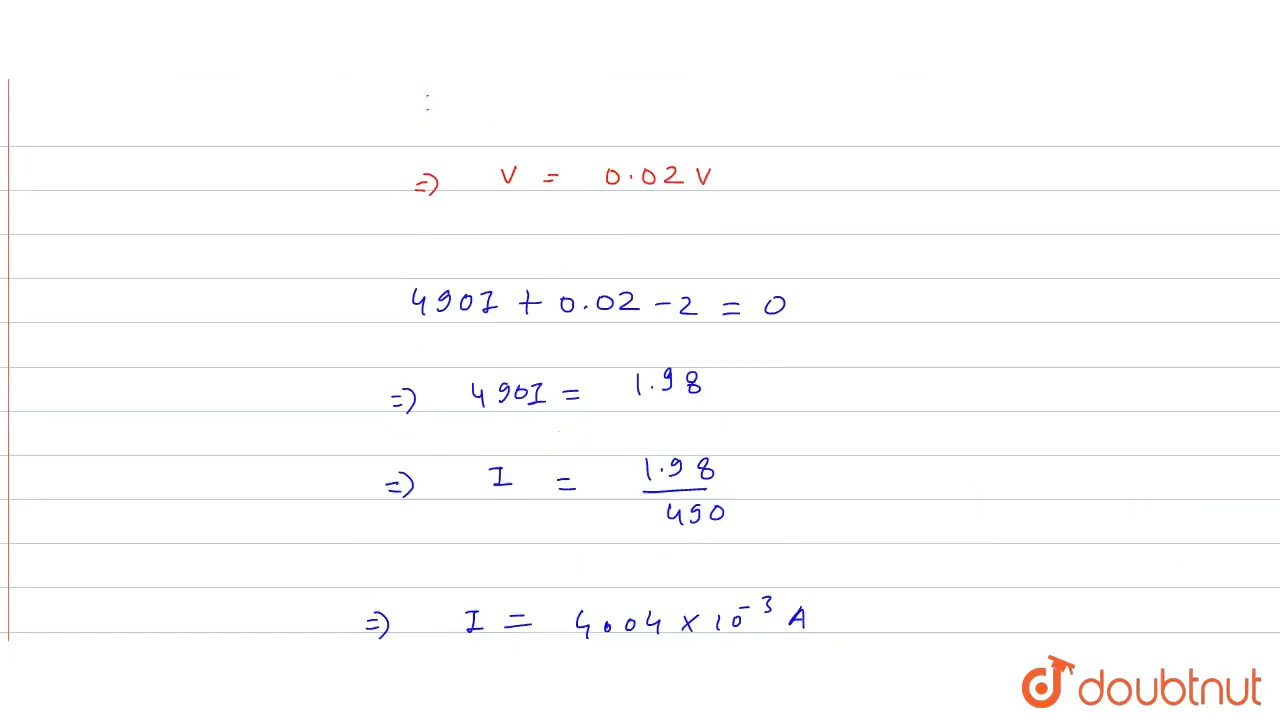 :
=> V = 0.02 V
490I + 0.02 - 2 = 0
=> 490I = 1.98
=> I = 1.98/490
=> I = 4.04 × 10⁻³ A
doubtnut